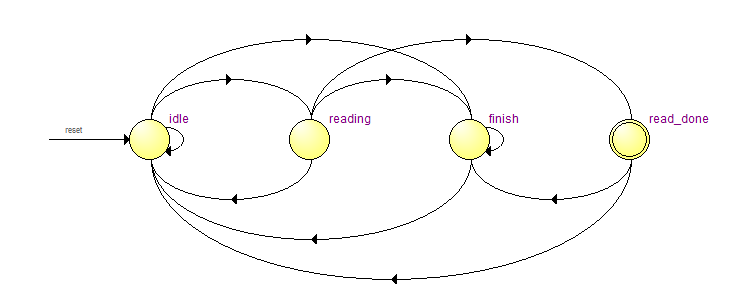 idle
reading
finish
read_done
reset